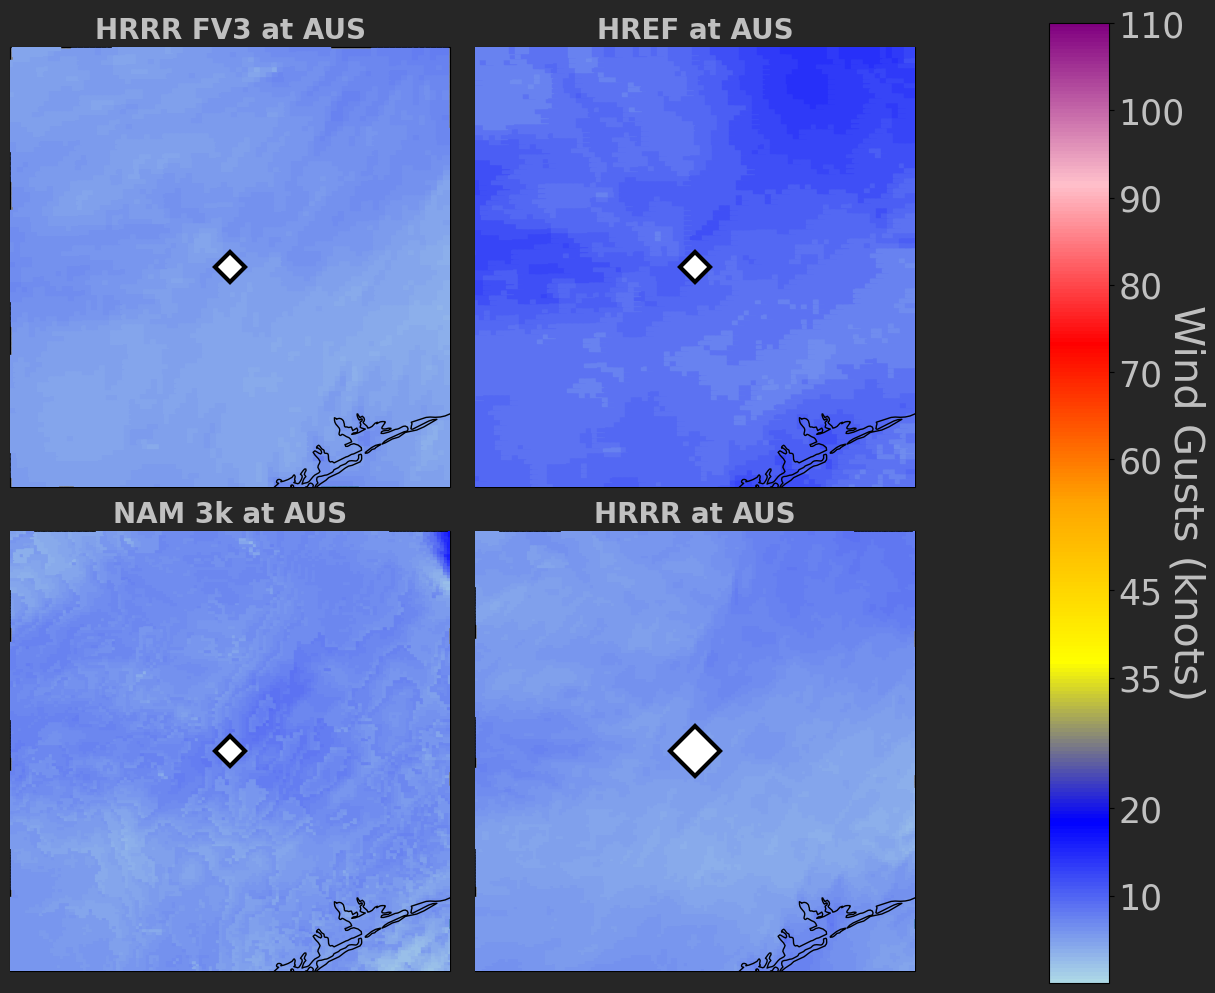 HRRR FV3 at AUS
HREF at AUS
NAM 3k at AUS
HRRR at AUS
110
100
90
80
70
60
45
35
20
10
Wind Gusts (knots)